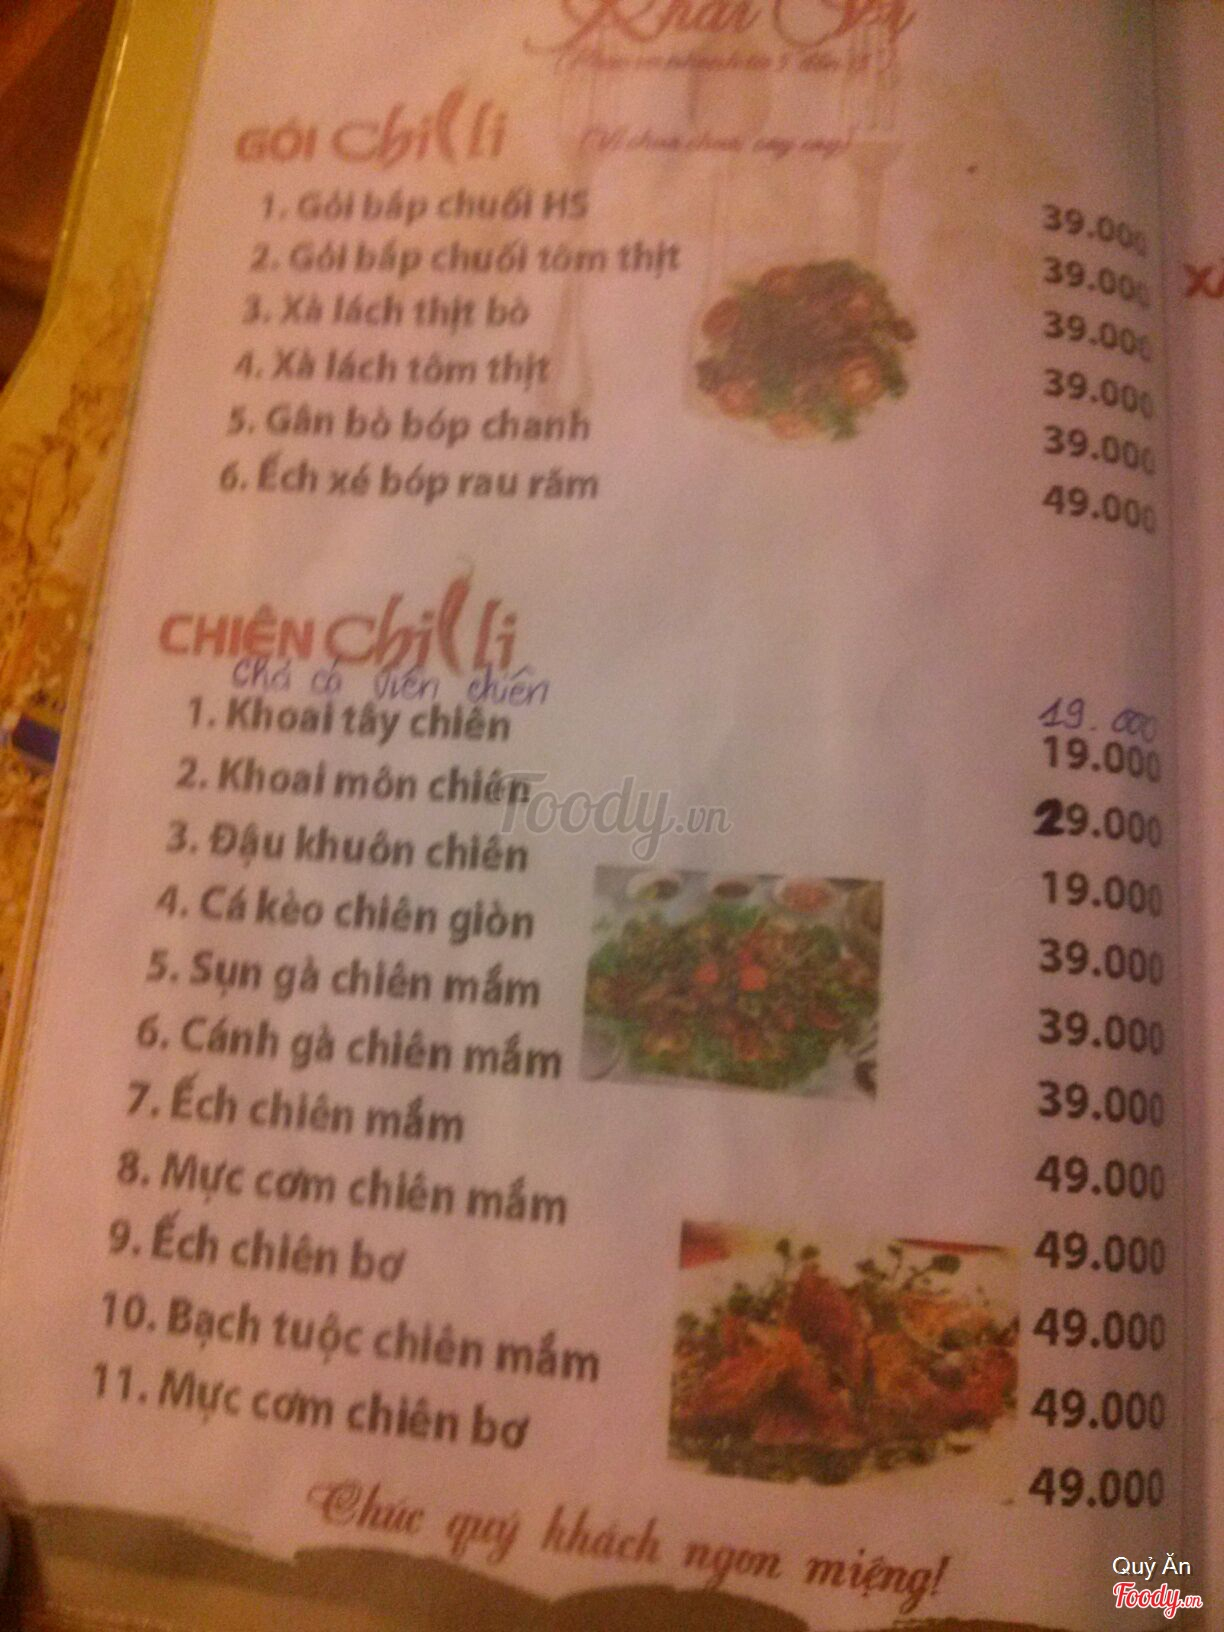 Khai Vị
GỎI Chilli
1. Gỏi bắp chuối HS 39.000
2. Gỏi bắp chuối tôm thịt 39.000
3. Xà lách thịt bò 39.000
4. Xà lách tôm thịt 39.000
5. Gân bò bóp chanh 39.000
6. Ếch xé bóp rau răm 49.000
CHIÊN Chilli
Chả cá viên chiên 19.000
1. Khoai tây chiên 19.000
2. Khoai môn chiên 29.000
3. Đậu khuôn chiên 19.000
4. Cá kèo chiên giòn 39.000
5. Sụn gà chiên mắm 39.000
6. Cánh gà chiên mắm 39.000
7. Ếch chiên mắm 49.000
8. Mực cơm chiên mắm 49.000
9. Ếch chiên bơ 49.000
10. Bạch tuộc chiên mắm 49.000
11. Mực cơm chiên bơ 49.000
Chúc quý khách ngon miệng!
Foody.vn
Quỷ Ăn
Foody.vn